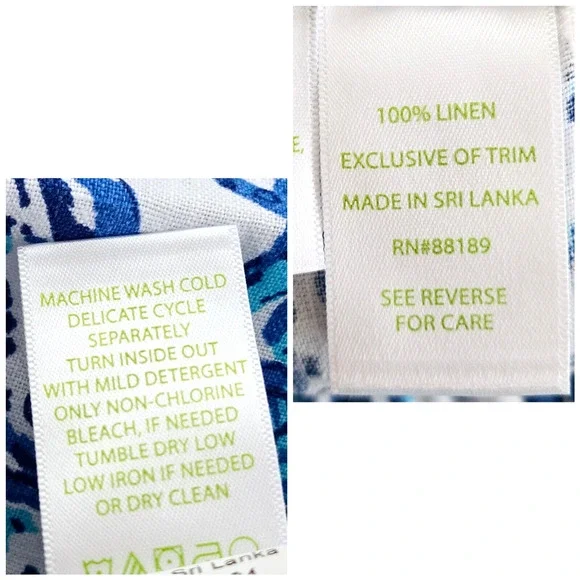 MACHINE WASH COLD
DELICATE CYCLE
SEPARATELY
TURN INSIDE OUT
WITH MILD DETERGENT
ONLY NON-CHLORINE
BLEACH, IF NEEDED
TUMBLE DRY LOW
LOW IRON IF NEEDED
OR DRY CLEAN
Sri Lanka
100% LINEN
EXCLUSIVE OF TRIM
MADE IN SRI LANKA
RN#88189
SEE REVERSE
FOR CARE